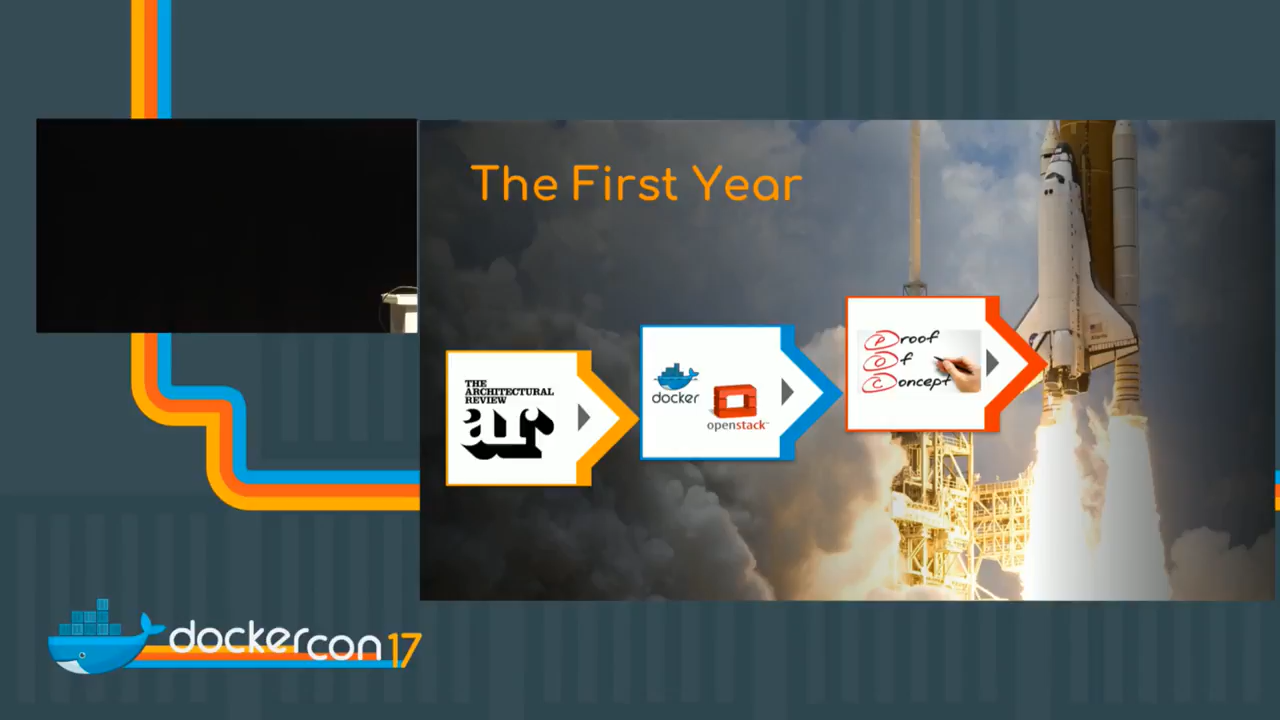 The First Year
THE
ARCHITECTURAL
REVIEW
ar
docker
openstack
Proof
Of
Concept
dockercon17